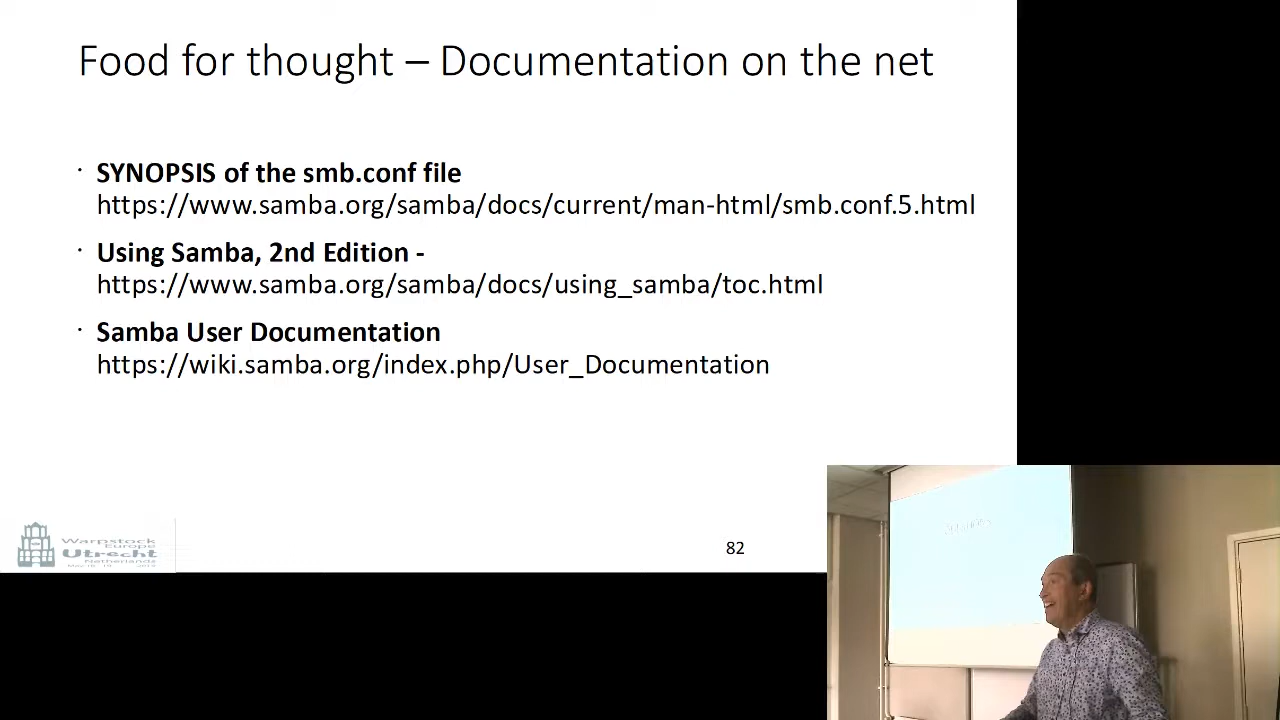 Food for thought – Documentation on the net
· SYNOPSIS of the smb.conf file
https://www.samba.org/samba/docs/current/man-html/smb.conf.5.html
· Using Samba, 2nd Edition -
https://www.samba.org/samba/docs/using_samba/toc.html
· Samba User Documentation
https://wiki.samba.org/index.php/User_Documentation
Warpstock
Europe
Utrecht
Netherlands
82